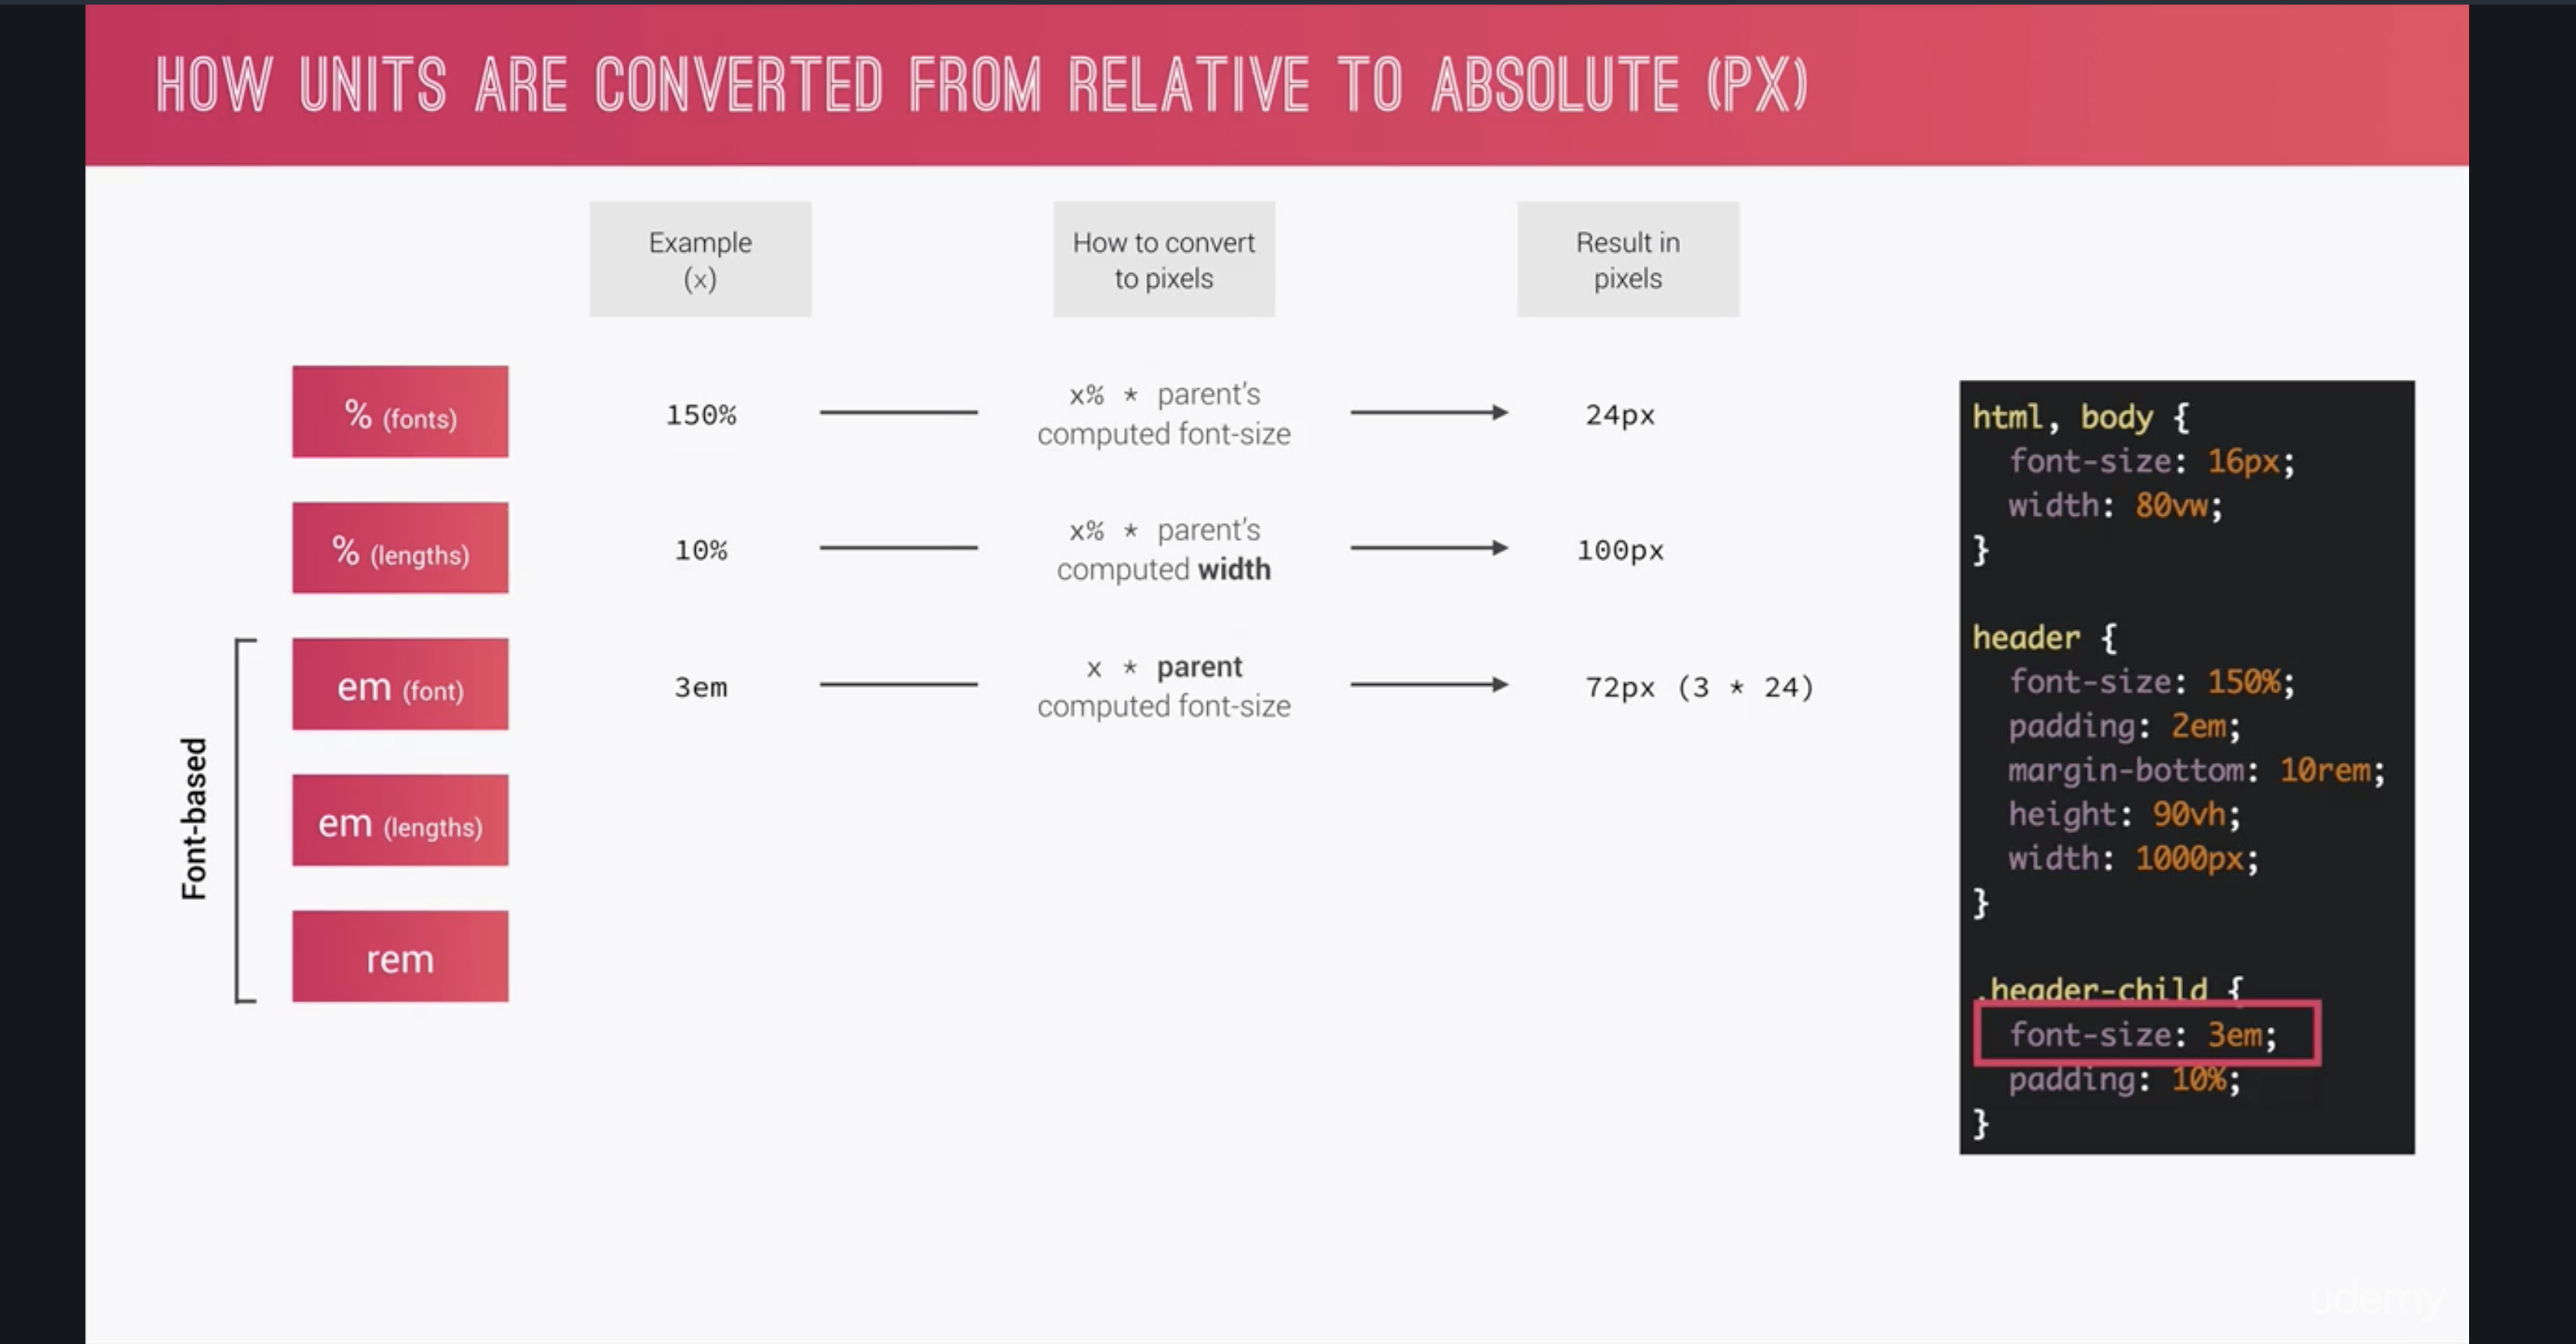 HOW UNITS ARE CONVERTED FROM RELATIVE TO ABSOLUTE (PX)
Example
(x)
How to convert
to pixels
Result in
pixels
% (fonts)
150%
x% * parent's
computed font-size
24px
% (lengths)
10%
x% * parent's
computed width
100px
Font-based
em (font)
3em
x * parent
computed font-size
72px (3 * 24)
em (lengths)
rem
html, body {
font-size: 16px;
width: 80vw;
}
header {
font-size: 150%;
padding: 2em;
margin-bottom: 10rem;
height: 90vh;
width: 1000px;
}
.header-child {
font-size: 3em;
padding: 10%;
}
udemy